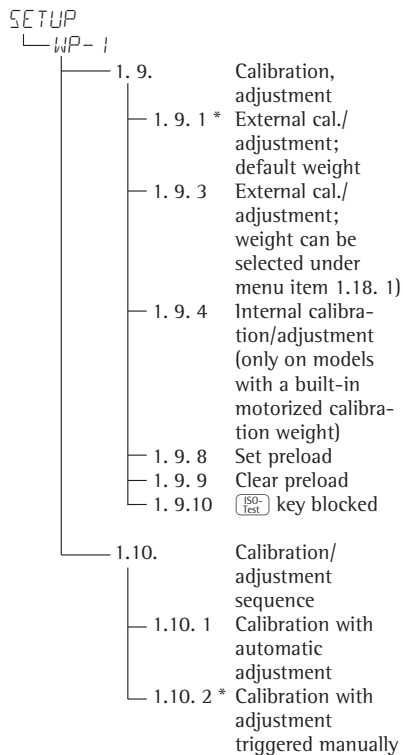 SETUP
WP-1
1. 9. Calibration,
adjustment
1. 9. 1 * External cal./
adjustment;
default weight
1. 9. 3 External cal./
adjustment;
weight can be
selected under
menu item 1.18. 1)
1. 9. 4 Internal calibra-
tion/adjustment
(only on models
with a built-in
motorized calibra-
tion weight)
1. 9. 8 Set preload
1. 9. 9 Clear preload
1. 9.10 ISO-Test key blocked
1.10. Calibration/
adjustment
sequence
1.10. 1 Calibration with
automatic
adjustment
1.10. 2 * Calibration with
adjustment
triggered manually